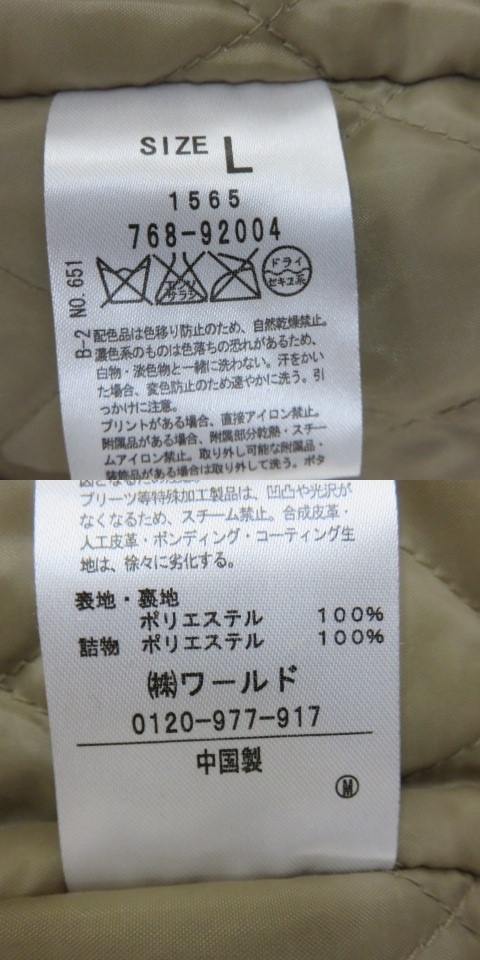 SIZE L
1565
768-92004
B-2 NO.651
エンソ
サラシ
ドライ
セキユ系
配色品は色移り防止のため、自然乾燥禁止。
濃色系のものは色落ちの恐れがあるため、
白物・淡色物と一緒に洗わない。汗をかい
た場合、変色防止のため速やかに洗う。引
っかけに注意。
プリントがある場合、直接アイロン禁止。
附属品がある場合、附属部分乾熱・スチー
ムアイロン禁止。取り外し可能な附属品・
装飾品がある場合は取り外して洗う。ボタ
プリーツ等特殊加工製品は、凹凸や光沢が
なくなるため、スチーム禁止。合成皮革・
人工皮革・ボンディング・コーティング生
地は、徐々に劣化する。
表地・裏地
ポリエステル 100%
詰物 ポリエステル 100%
㈱ワールド
0120-977-917
中国製
Ⓜ